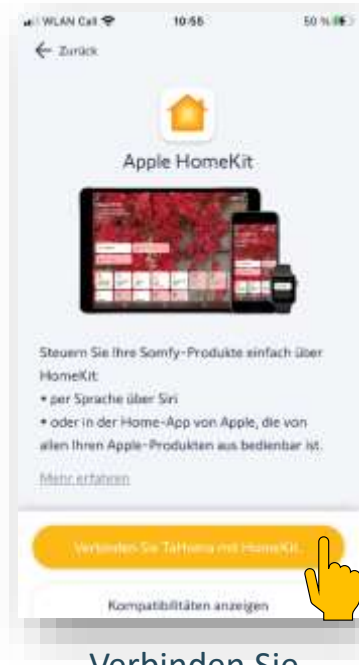 WLAN Call 10:56 50 %
← Zurück
Apple HomeKit
Steuern Sie Ihre Somfy-Produkte einfach über
HomeKit:
• per Sprache über Siri
• oder in der Home-App von Apple, die von
allen Ihren Apple-Produkten aus bedienbar ist.
Mehr erfahren
Verbinden Sie TaHoma mit HomeKit
Kompatibilitäten anzeigen
Verbinden Sie